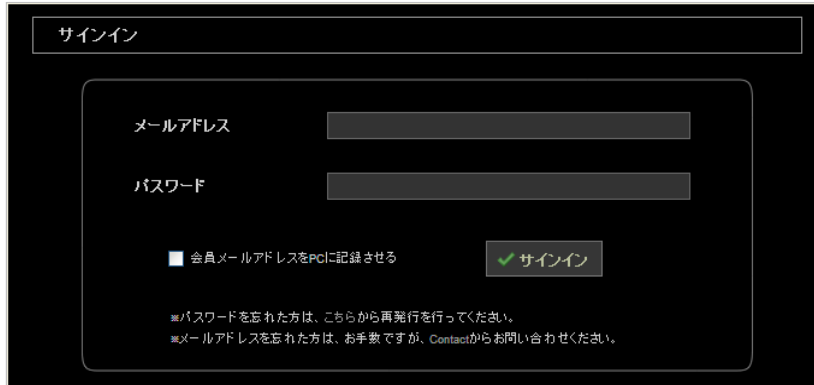 サインイン
メールアドレス
パスワード
会員メールアドレスをPCに記録させる
サインイン
※パスワードを忘れた方は、こちらから再発行を行ってください。
※メールアドレスを忘れた方は、お手数ですが、Contactからお問い合わせください。